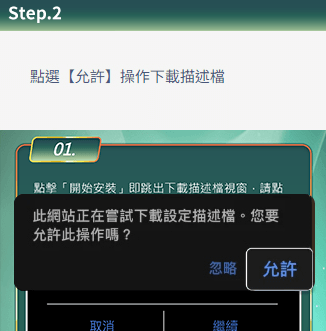 Step.2
點選【允許】操作下載描述檔
01.
點擊「開始安裝」即跳出下載描述檔視窗，請點
此網站正在嘗試下載設定描述檔。您要
允許此操作嗎？
忽略 允許
取消 繼續